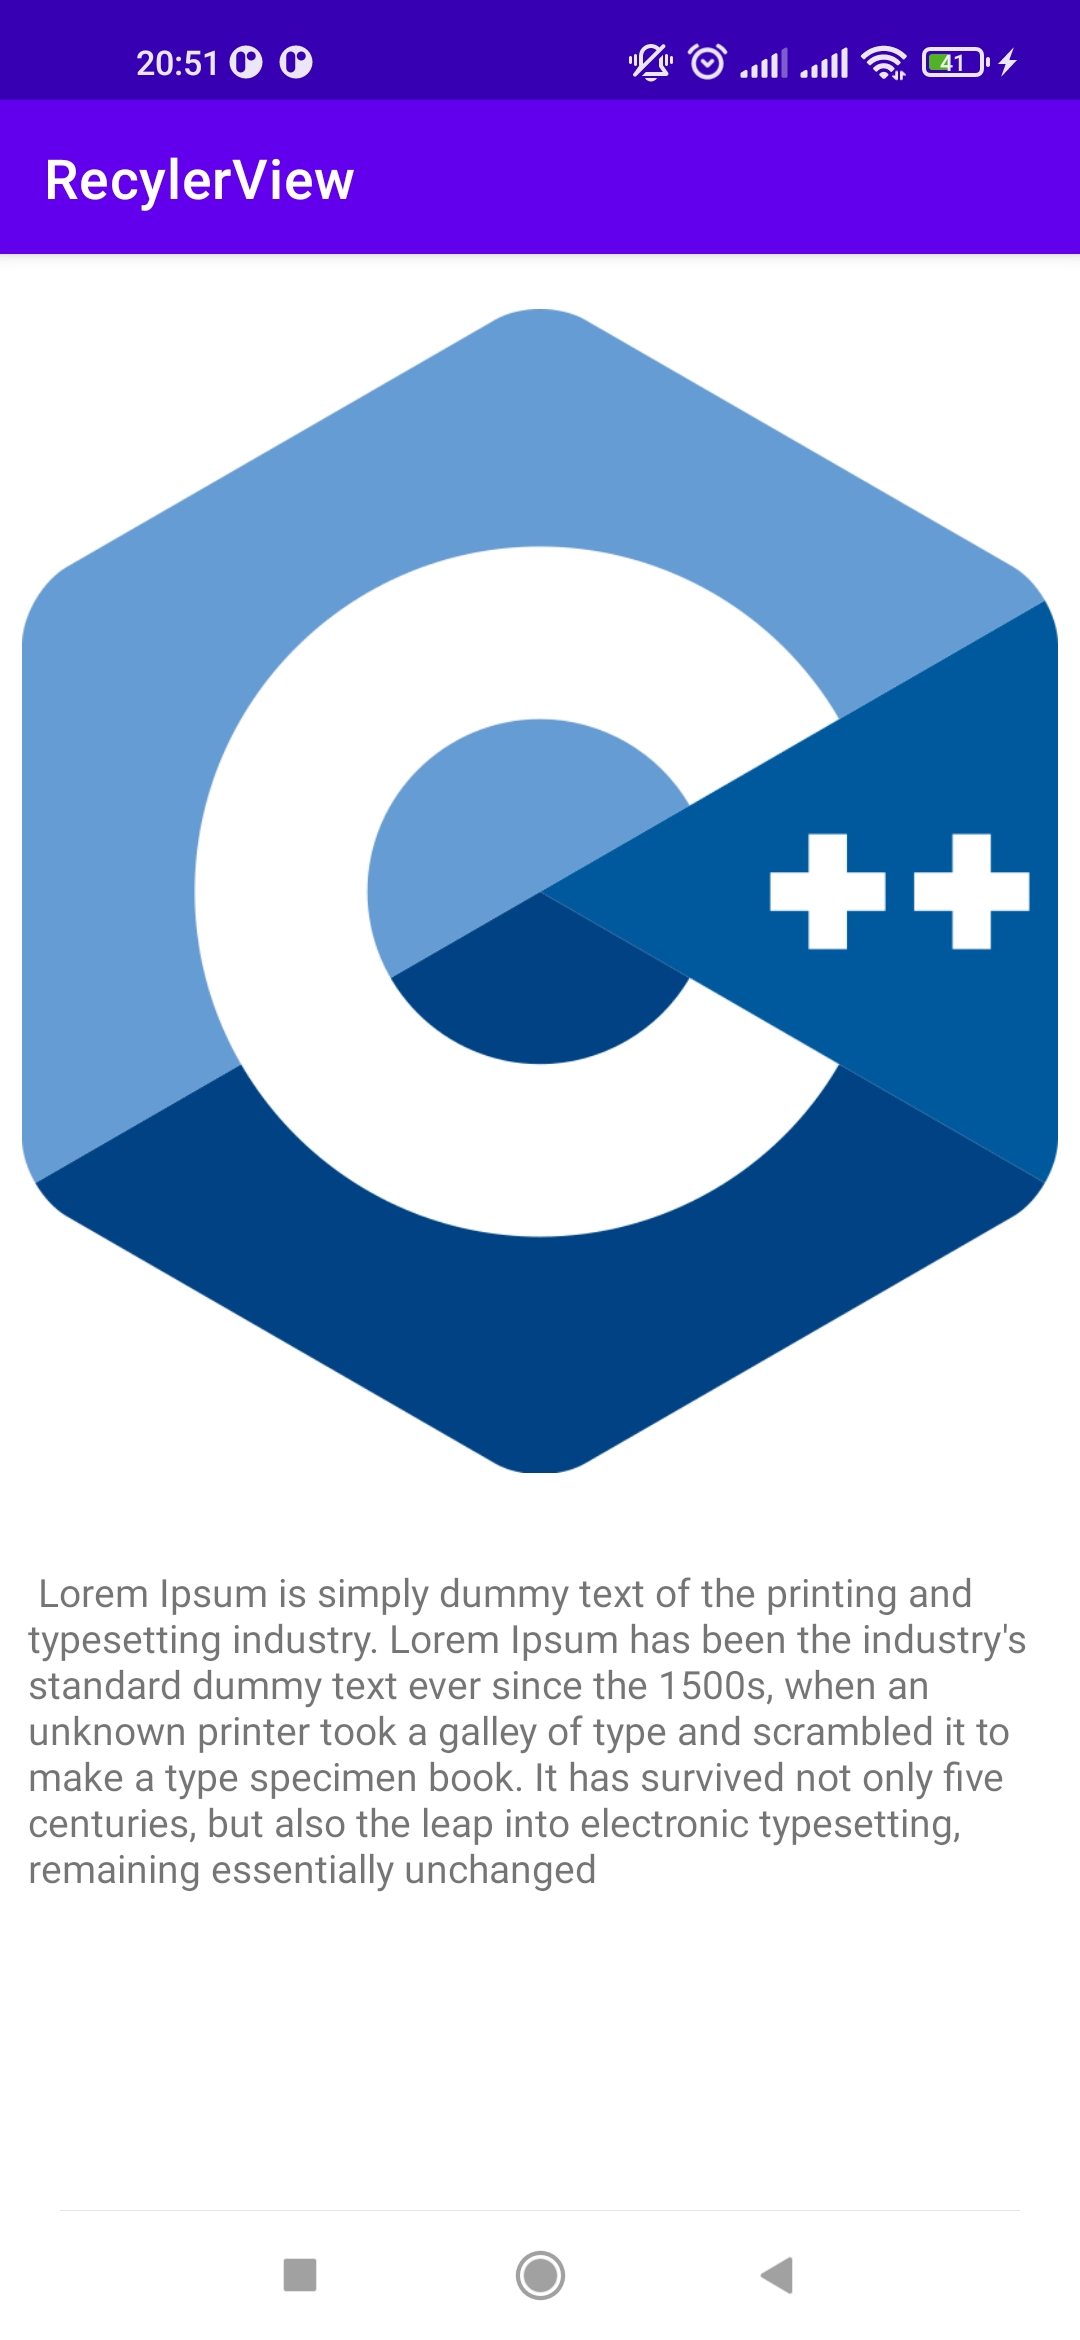 20:51
41
RecylerView
C++
Lorem Ipsum is simply dummy text of the printing and
typesetting industry. Lorem Ipsum has been the industry's
standard dummy text ever since the 1500s, when an
unknown printer took a galley of type and scrambled it to
make a type specimen book. It has survived not only five
centuries, but also the leap into electronic typesetting,
remaining essentially unchanged